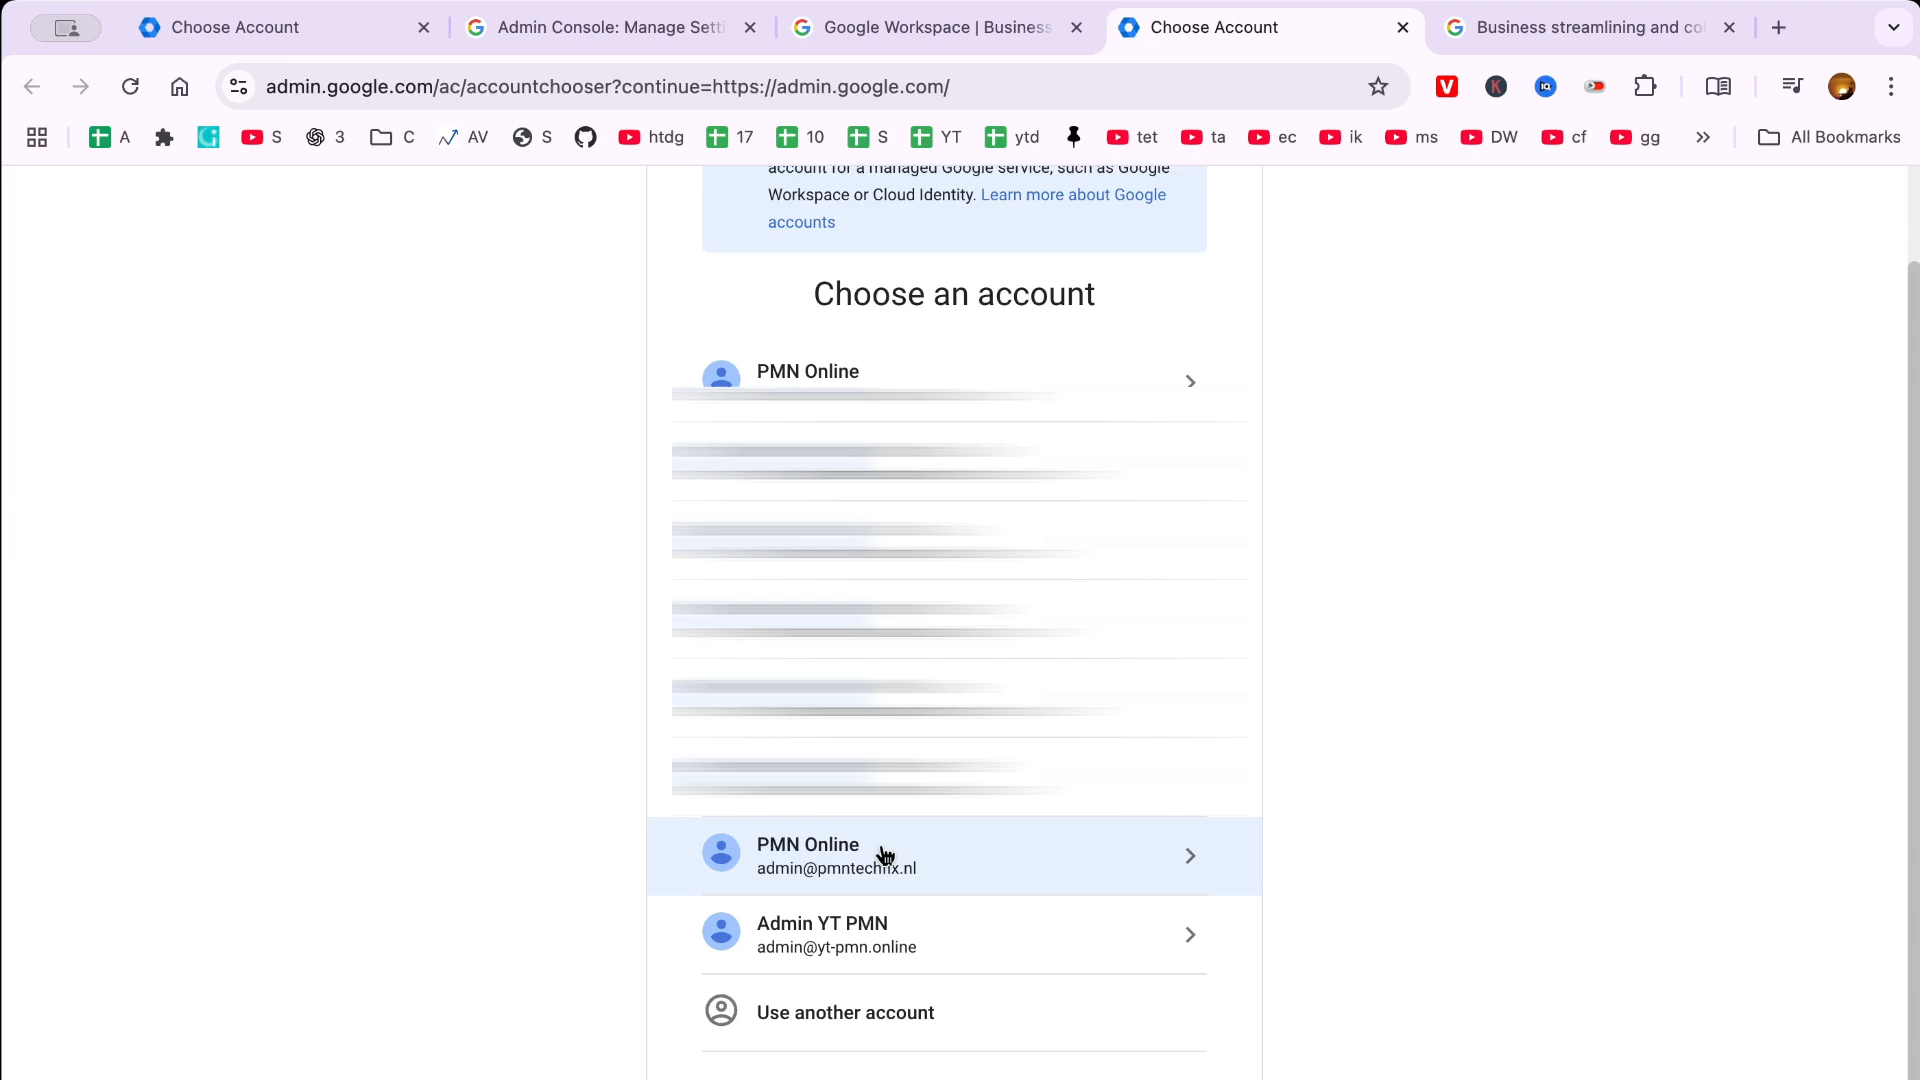 Choose Account
Admin Console: Manage Setti
Google Workspace | Business
Choose Account
Business streamlining and co
admin.google.com/ac/accountchooser?continue=https://admin.google.com/
A
S
3
C
AV
S
htdg
17
10
S
YT
ytd
tet
ta
ec
ik
ms
DW
cf
gg
All Bookmarks
account for a managed Google service, such as Google
Workspace or Cloud Identity. Learn more about Google
accounts
Choose an account
PMN Online
PMN Online
admin@pmntechfix.nl
Admin YT PMN
admin@yt-pmn.online
Use another account